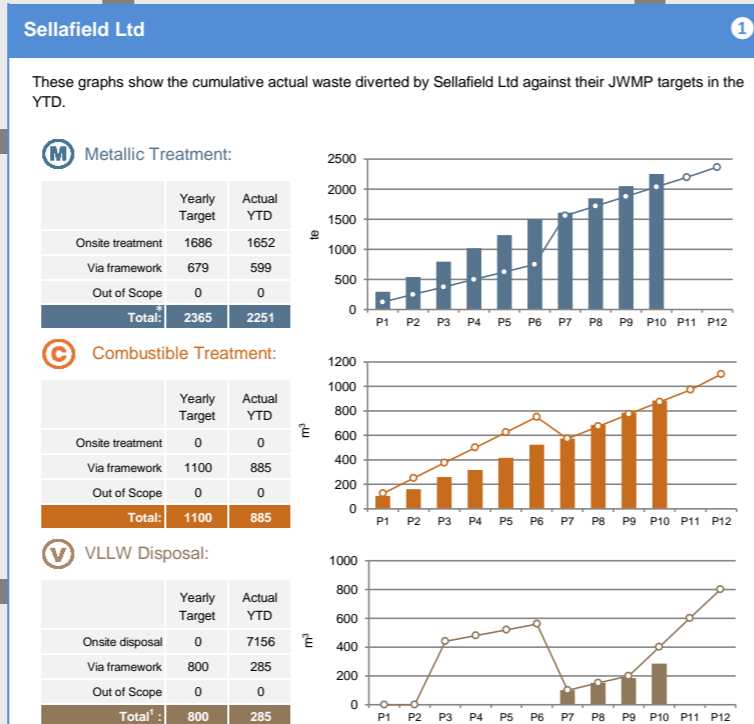 Sellafield Ltd
1
These graphs show the cumulative actual waste diverted by Sellafield Ltd against their JWMP targets in the
YTD.
M Metallic Treatment:
Yearly Target Actual YTD
Onsite treatment 1686 1652
Via framework 679 599
Out of Scope 0 0
Total:* 2365 2251
2500
2000
1500
1000
500
0
te
P1 P2 P3 P4 P5 P6 P7 P8 P9 P10 P11 P12
C Combustible Treatment:
Yearly Target Actual YTD
Onsite treatment 0 0
Via framework 1100 885
Out of Scope 0 0
Total: 1100 885
1200
1000
800
600
400
200
0
m³
P1 P2 P3 P4 P5 P6 P7 P8 P9 P10 P11 P12
V VLLW Disposal:
Yearly Target Actual YTD
Onsite disposal 0 7156
Via framework 800 285
Out of Scope 0 0
Total¹ : 800 285
1000
800
600
400
200
0
m³
P1 P2 P3 P4 P5 P6 P7 P8 P9 P10 P11 P12